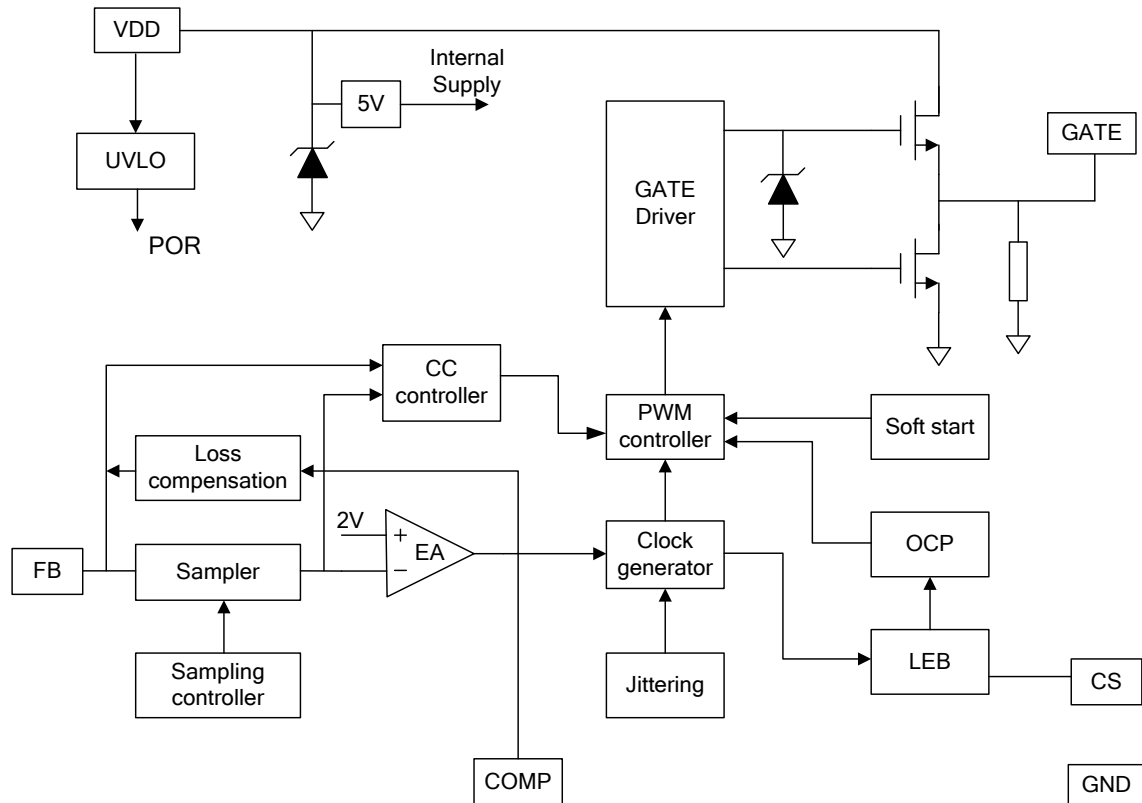 VDD
Internal
Supply
5V
GATE
UVLO
GATE
Driver
POR
CC
controller
PWM
controller
Soft start
Loss
compensation
2V
+
EA
−
Clock
generator
OCP
FB
Sampler
Sampling
controller
Jittering
LEB
CS
COMP
GND